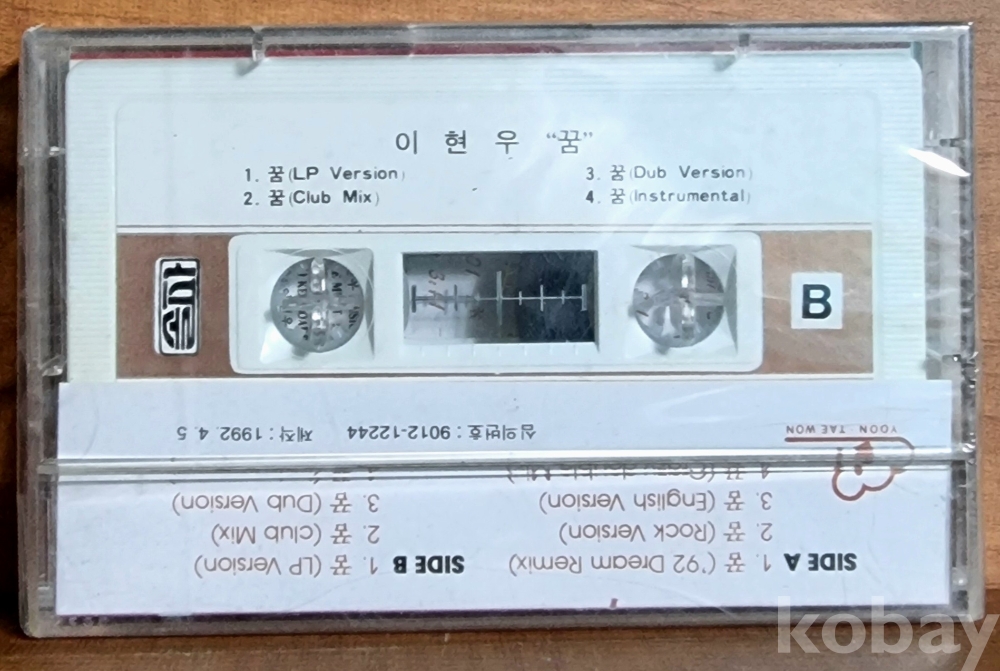 이현우 "꿈"
1. 꿈(LP Version)
2. 꿈(Club Mix)
3. 꿈(Dub Version)
4. 꿈(Instrumental)
B
SIDE A 1. 꿈 ('92 Dream Remix)
2. 꿈 (Rock Version)
3. 꿈 (English Version)
SIDE B 1. 꿈 (LP Version)
2. 꿈 (club Mix)
3. 꿈 (Dub Version)
YOON·TAE WON
심의번호 : 9012-12244 제작 : 1992. 4. 5
kobay